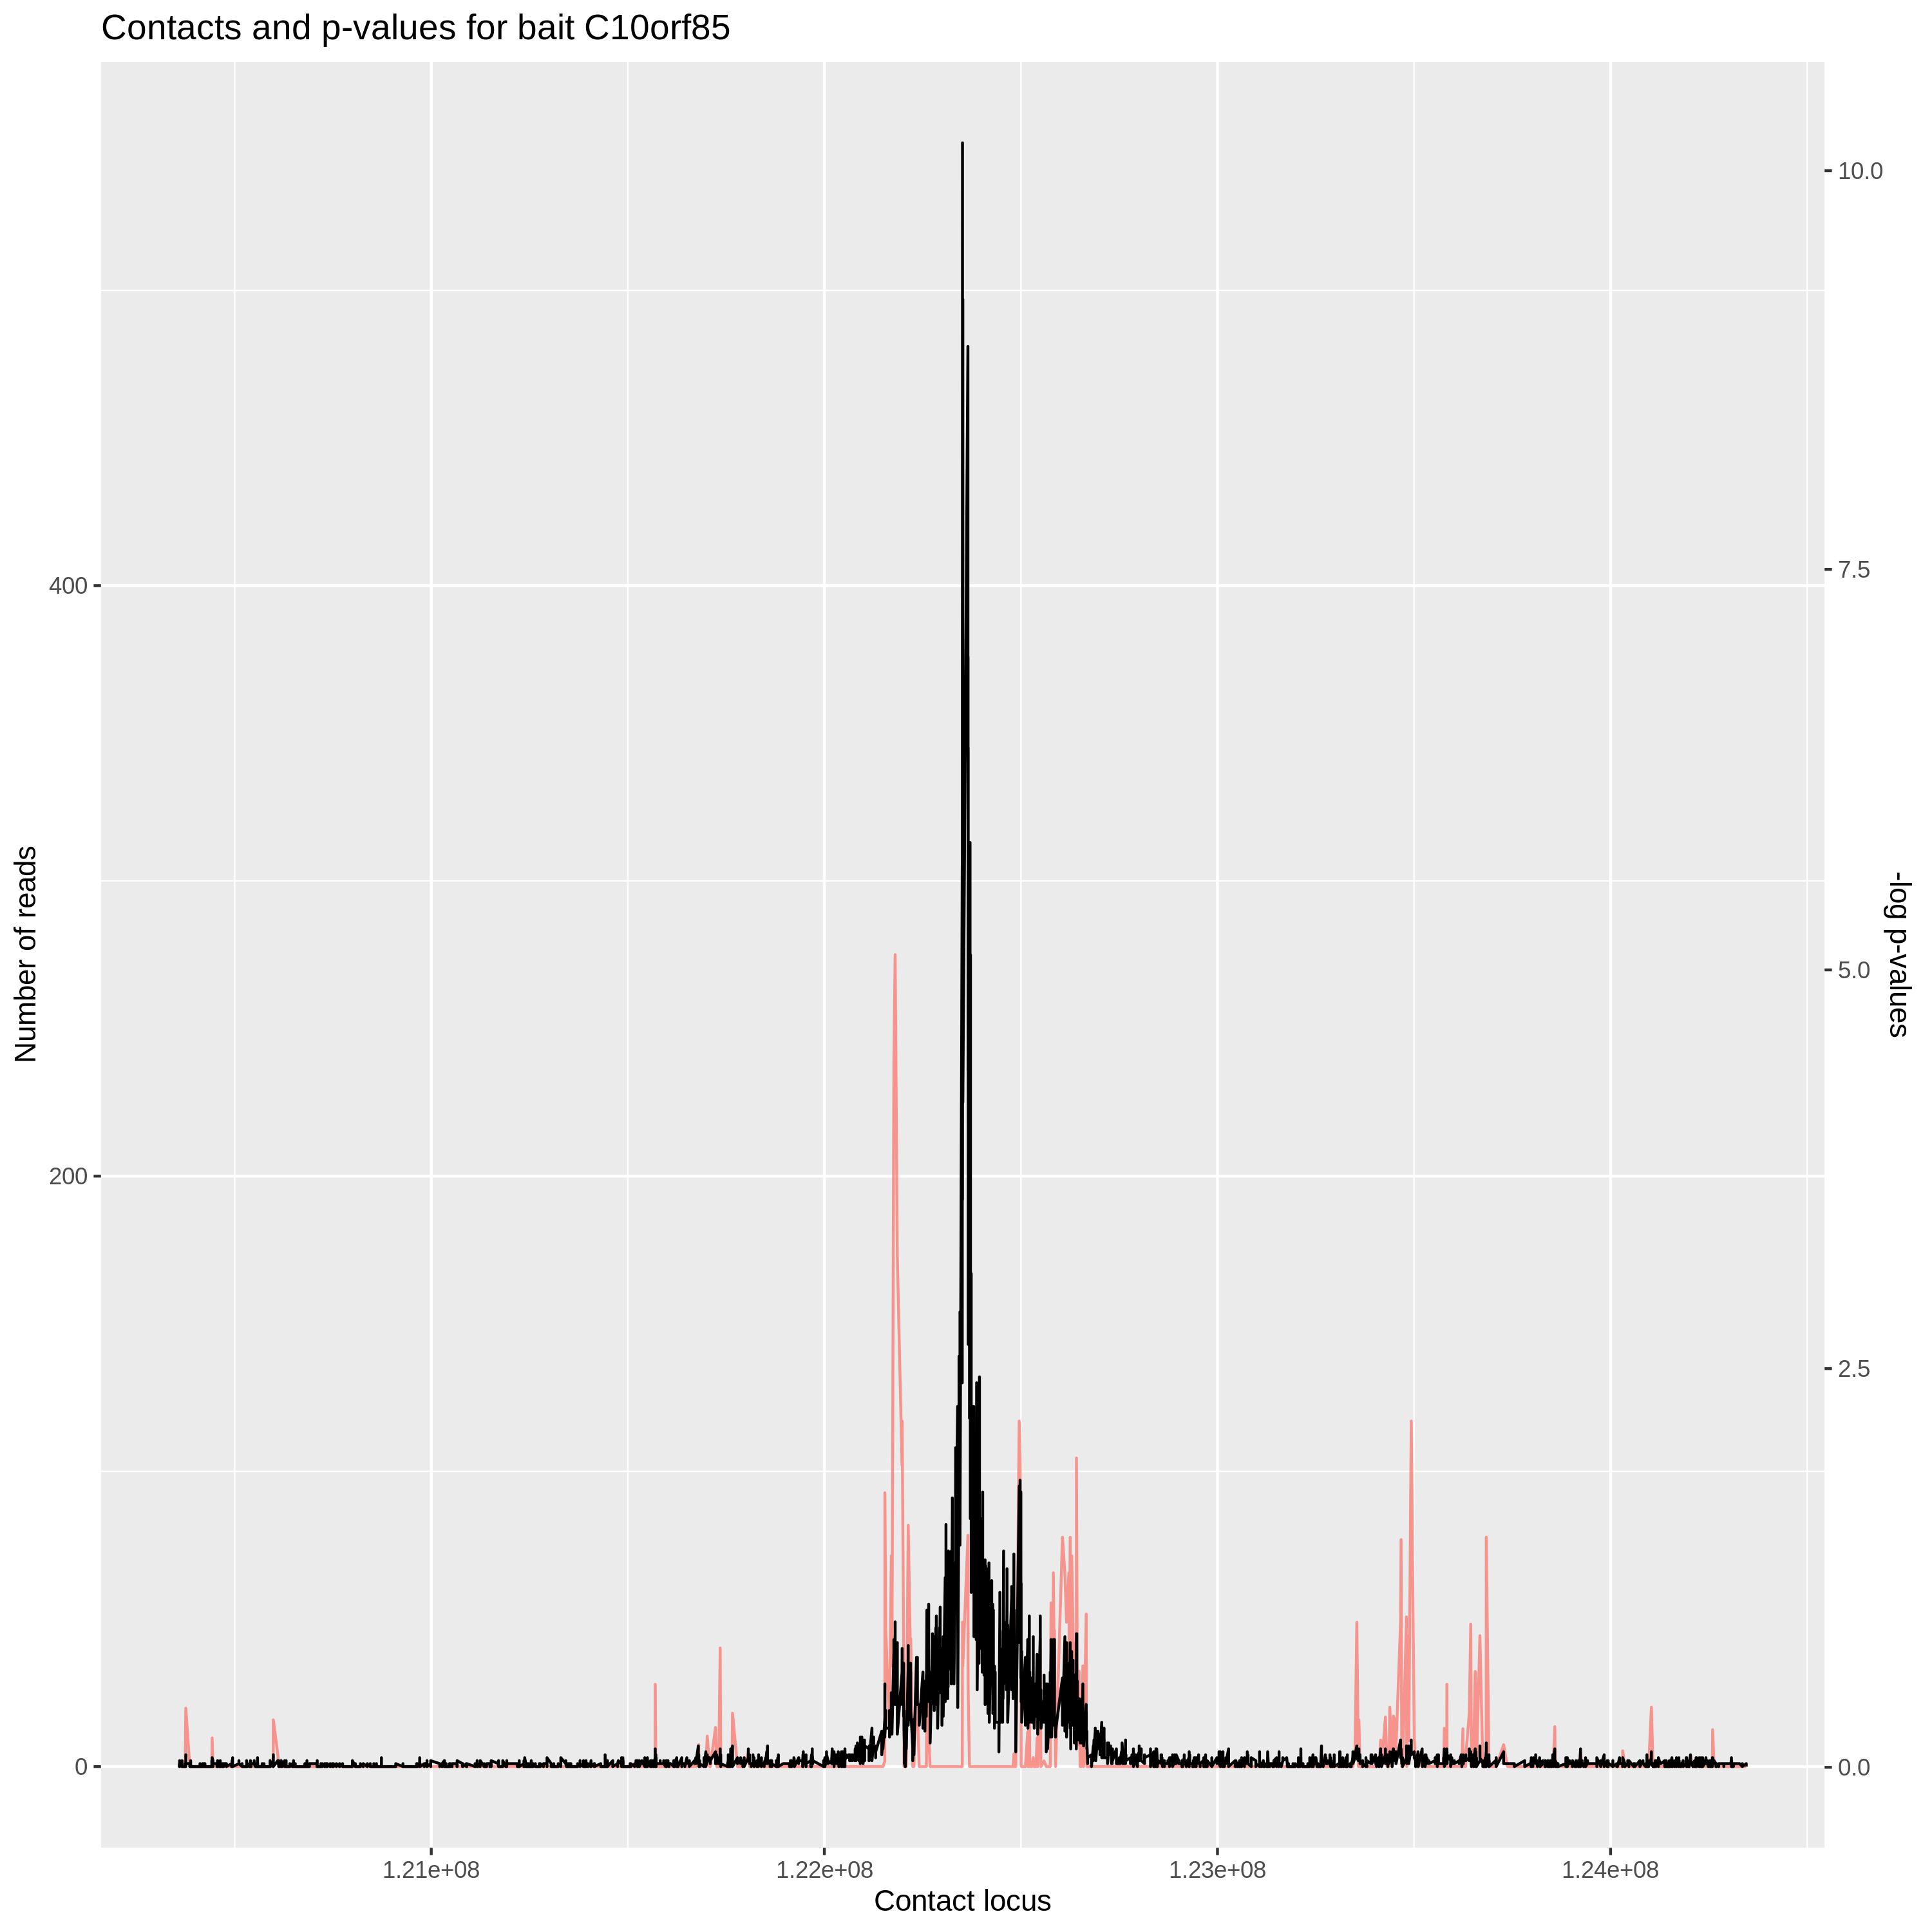 Contacts and p-values for bait C10orf85
Number of reads
400
200
0
10.0
7.5
5.0
2.5
0.0
-log p-values
1.21e+08
1.22e+08
1.23e+08
1.24e+08
Contact locus